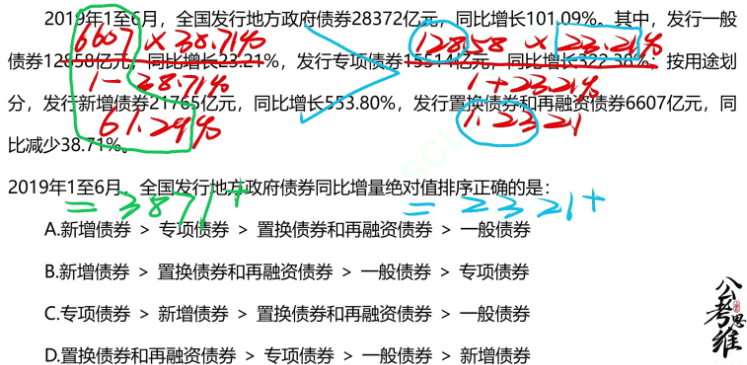 2019年1至6月，全国发行地方政府债券28372亿元，同比增长101.09%。其中，发行一般
6607 × 38.71%
12858 × 23.21%
债券12858亿元，同比增长23.21%，发行专项债券15514亿元，同比增长322.38%；按用途划
1 - 38.71%
1 + 23.21%
分，发行新增债券21765亿元，同比增长553.80%，发行置换债券和再融资债券6607亿元，同
61.29%
1.2321
比减少38.71%。
2019年1至6月，全国发行地方政府债券同比增量绝对值排序正确的是：
= 3871+
= 2321+
A.新增债券 > 专项债券 > 置换债券和再融资债券 > 一般债券
B.新增债券 > 置换债券和再融资债券 > 一般债券 > 专项债券
C.专项债券 > 新增债券 > 置换债券和再融资债券 > 一般债券
D.置换债券和再融资债券 > 专项债券 > 一般债券 > 新增债券
公考思维